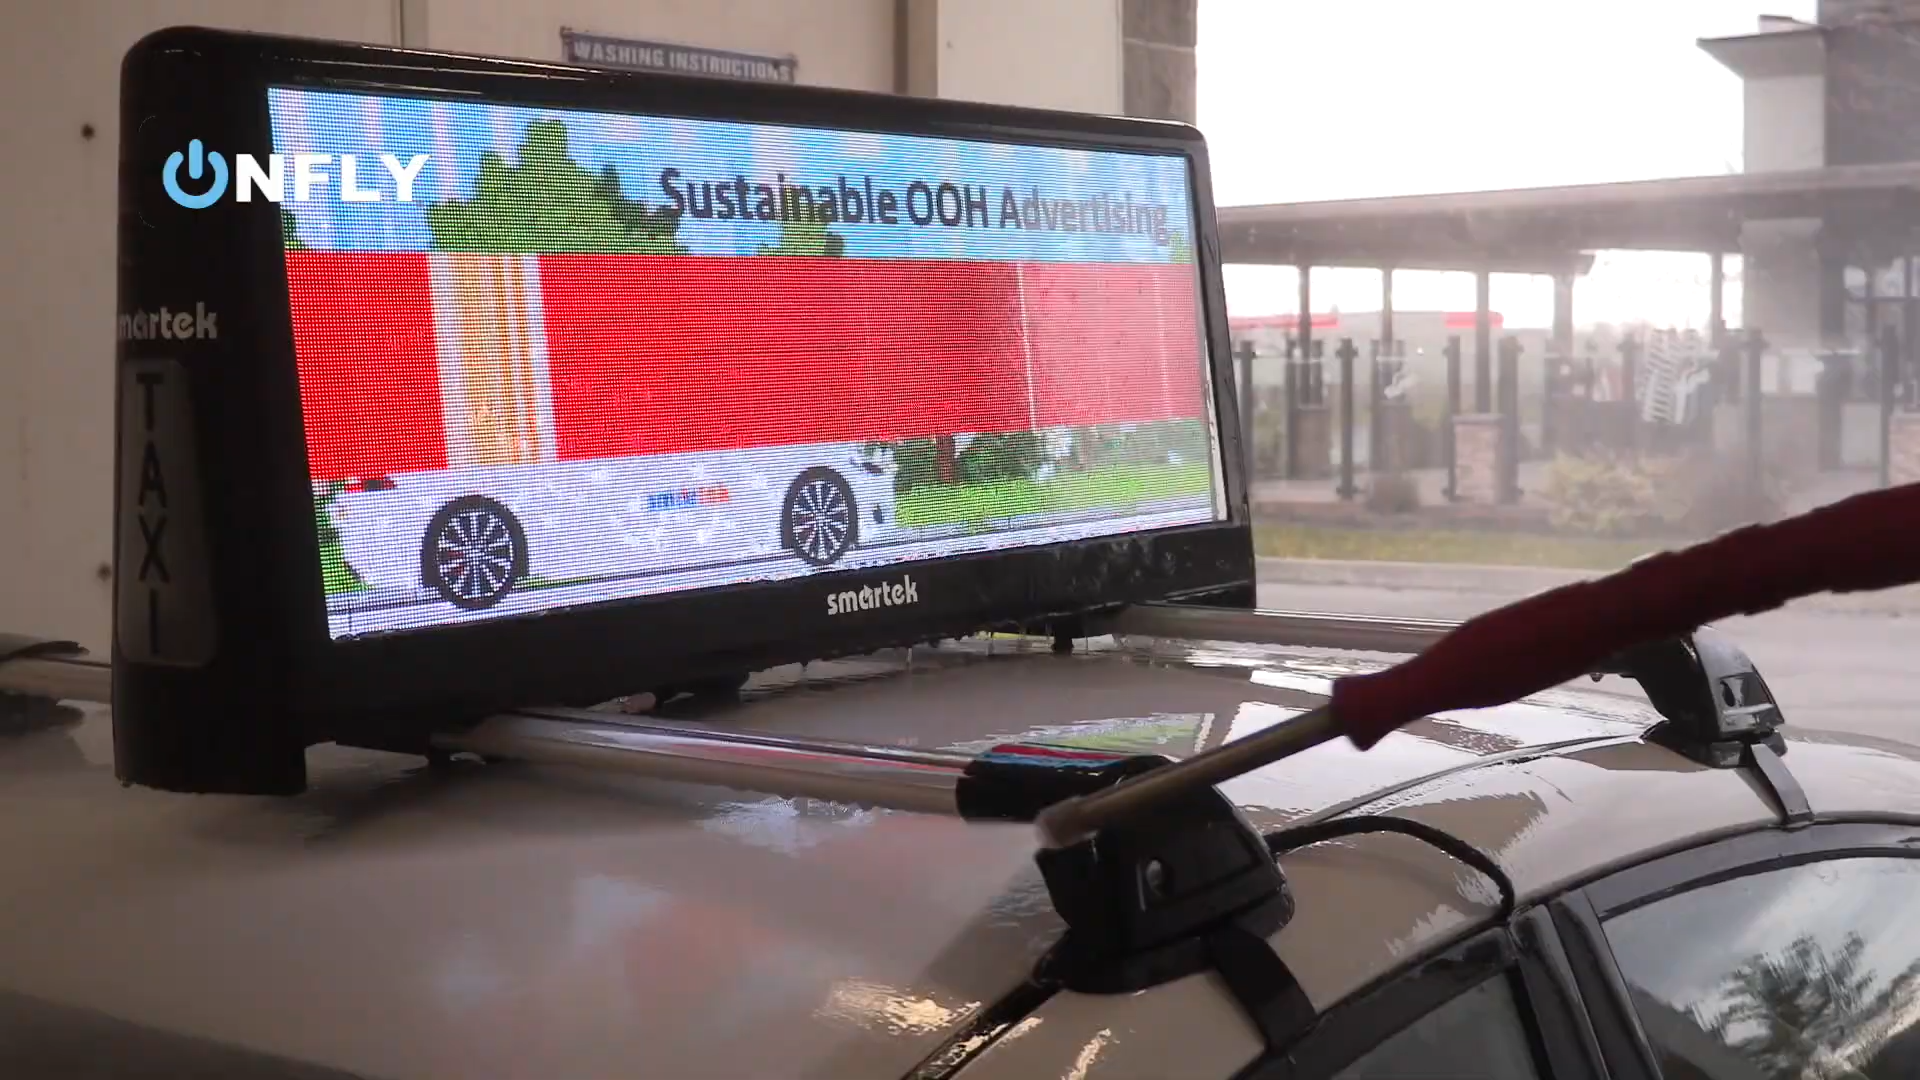 WASHING INSTRUCTIONS
ONFLY
Sustainable OOH Advertising
smartek
TAXI
smartek